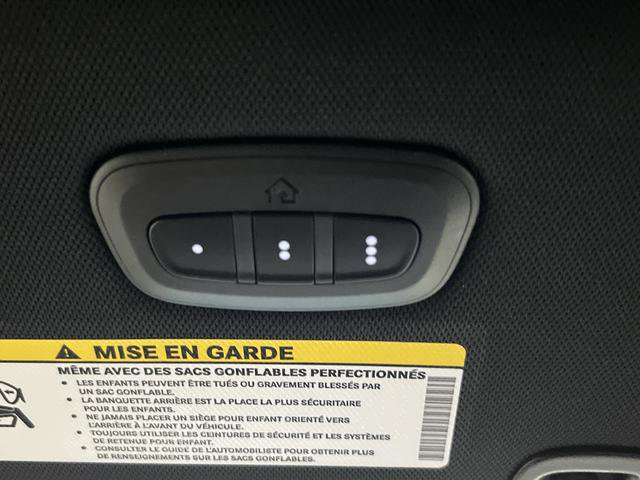 MISE EN GARDE
MÊME AVEC DES SACS GONFLABLES PERFECTIONNÉS
• LES ENFANTS PEUVENT ÊTRE TUÉS OU GRAVEMENT BLESSÉS PAR
UN SAC GONFLABLE.
• LA BANQUETTE ARRIÈRE EST LA PLACE LA PLUS SÉCURITAIRE
POUR LES ENFANTS.
• NE JAMAIS PLACER UN SIÈGE POUR ENFANT ORIENTÉ VERS
L'ARRIÈRE À L'AVANT DU VÉHICULE.
• TOUJOURS UTILISER LES CEINTURES DE SÉCURITÉ ET LES SYSTÈMES
DE RETENUE POUR ENFANT.
• CONSULTER LE GUIDE DE L'AUTOMOBILISTE POUR OBTENIR PLUS
DE RENSEIGNEMENTS SUR LES SACS GONFLABLES.